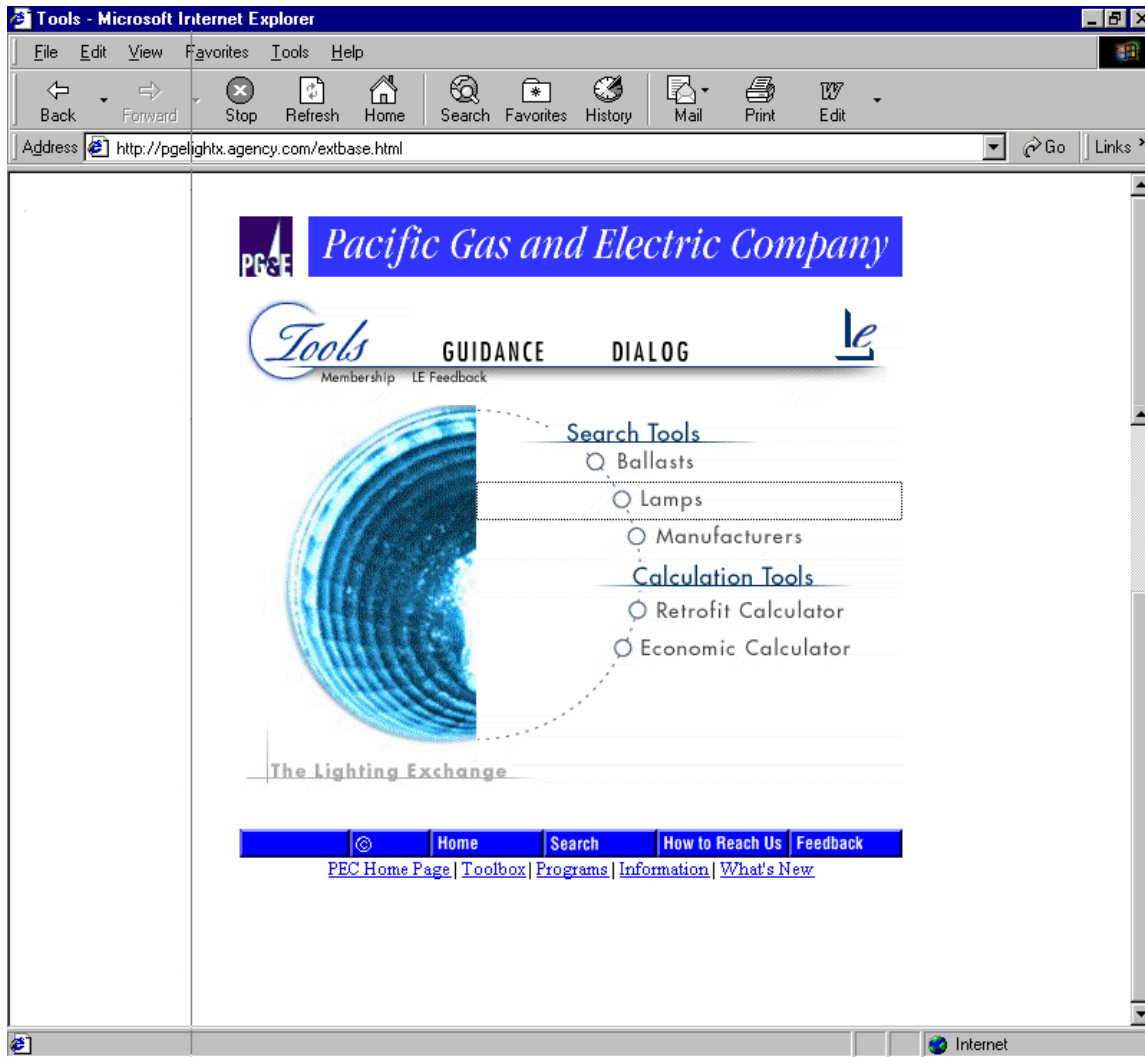 Tools - Microsoft Internet Explorer
File Edit View Favorites Tools Help
Back Forward Stop Refresh Home Search Favorites History Mail Print Edit
Address http://pgelightx.agency.com/extbase.html Go Links
PG&E Pacific Gas and Electric Company
Tools GUIDANCE DIALOG le
Membership LE Feedback
Search Tools
Ballasts
Lamps
Manufacturers
Calculation Tools
Retrofit Calculator
Economic Calculator
The Lighting Exchange
© Home Search How to Reach Us Feedback
PEC Home Page | Toolbox | Programs | Information | What's New
Internet